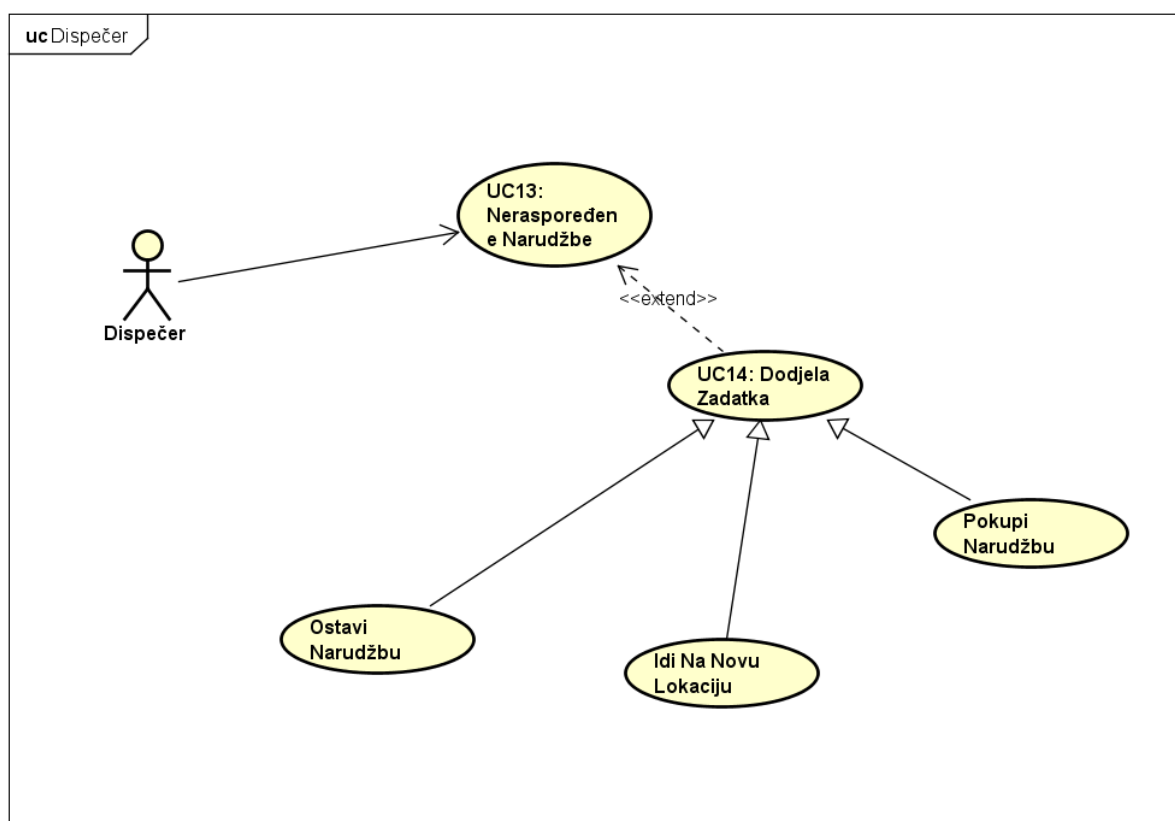 uc Dispečer
UC13:
Neraspoređen
e Narudžbe
Dispečer
<<extend>>
UC14: Dodjela
Zadatka
Pokupi
Narudžbu
Ostavi
Narudžbu
Idi Na Novu
Lokaciju